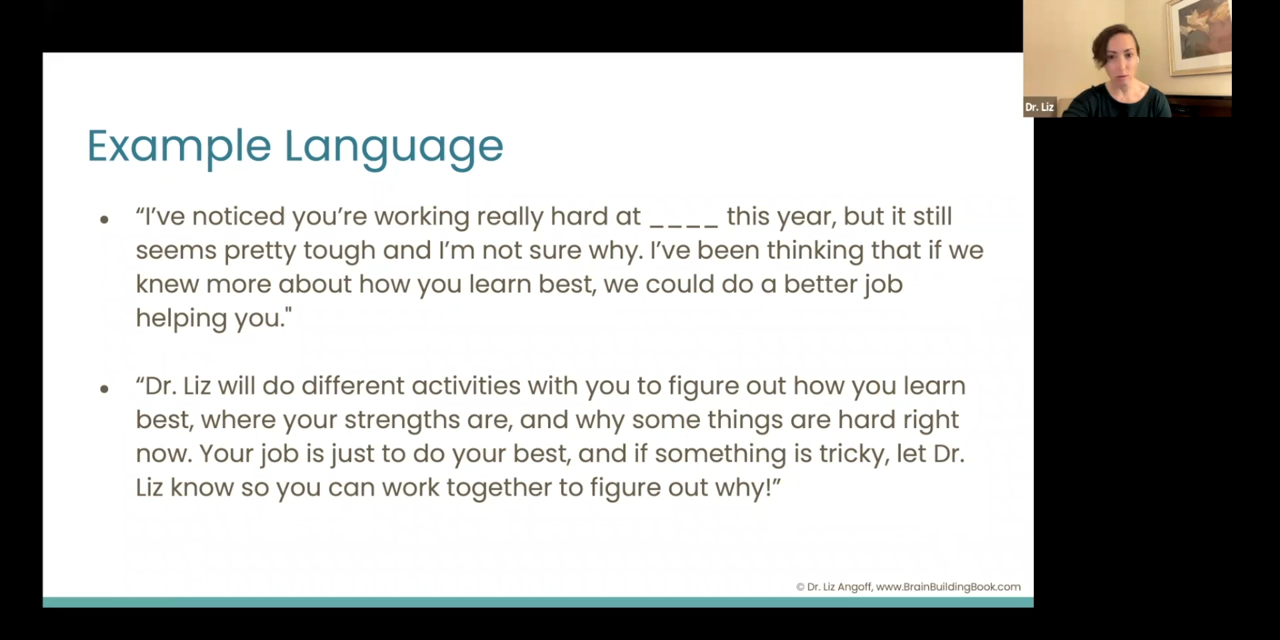 Dr. Liz
Example Language
• “I’ve noticed you’re working really hard at ____ this year, but it still
seems pretty tough and I’m not sure why. I’ve been thinking that if we
knew more about how you learn best, we could do a better job
helping you."
• “Dr. Liz will do different activities with you to figure out how you learn
best, where your strengths are, and why some things are hard right
now. Your job is just to do your best, and if something is tricky, let Dr.
Liz know so you can work together to figure out why!”
© Dr. Liz Angoff, www.BrainBuildingBook.com